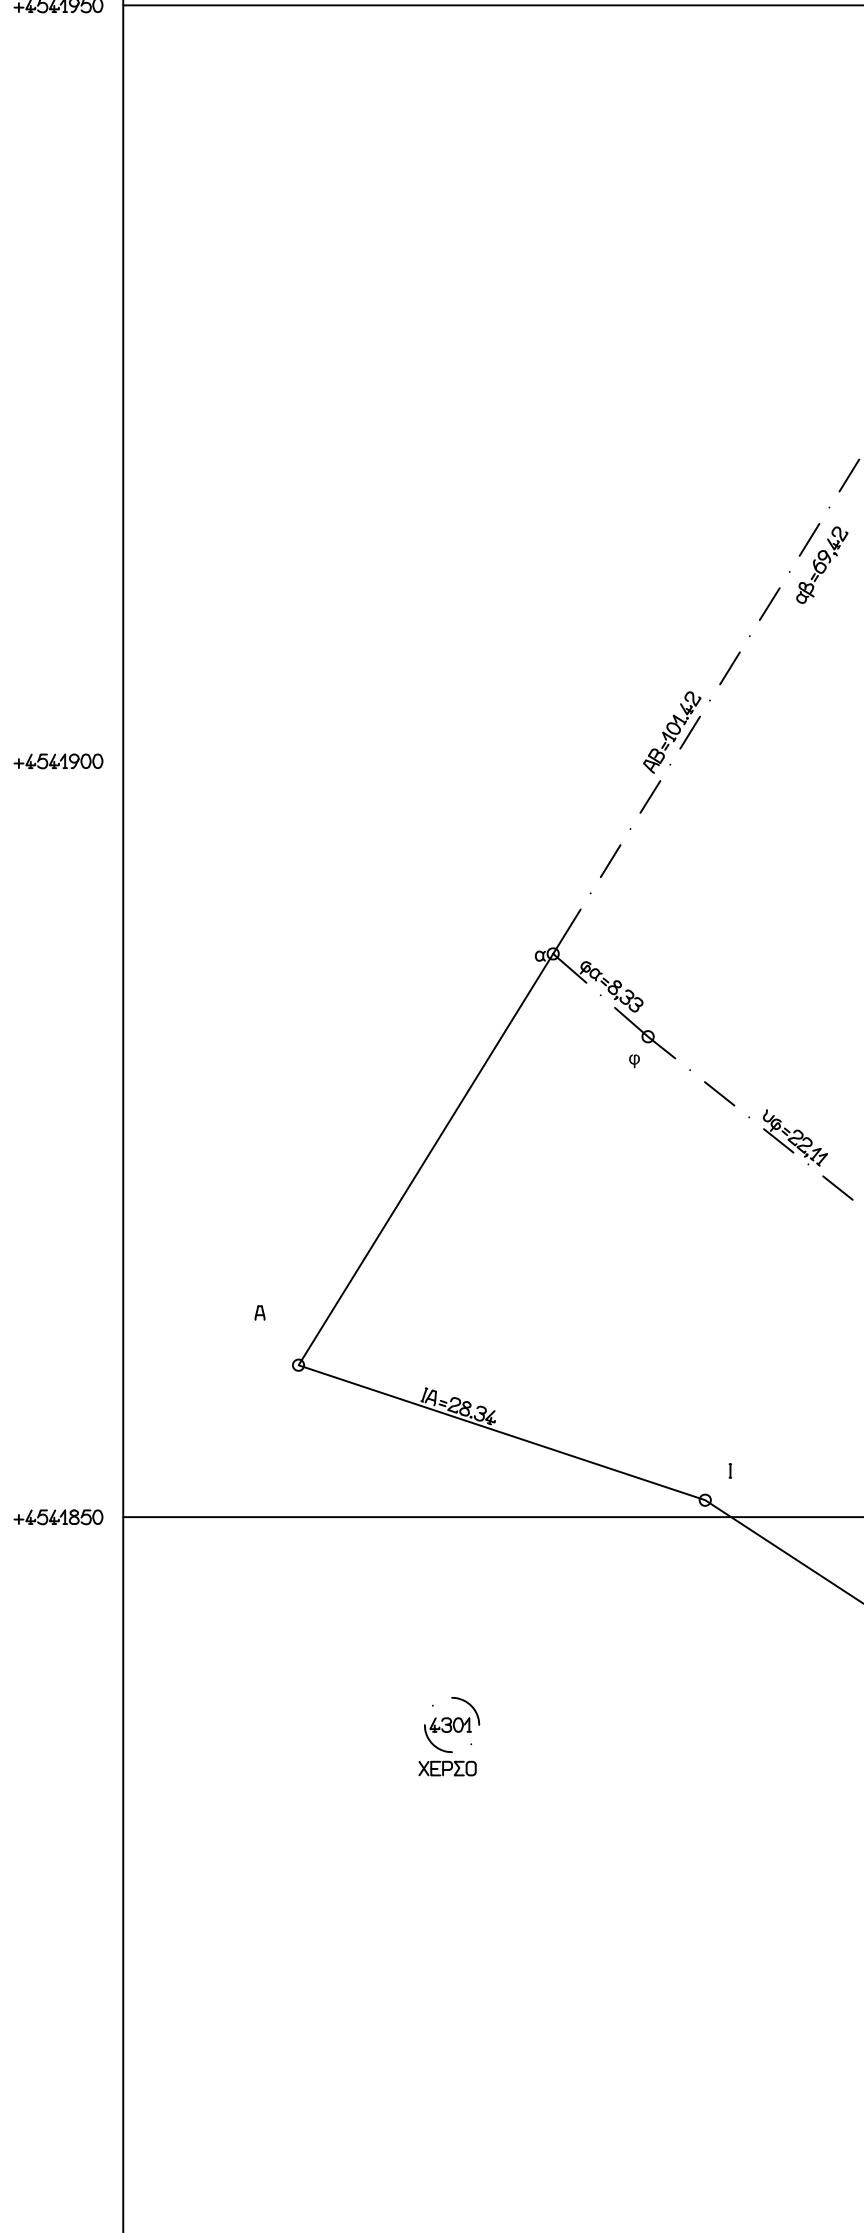 +4541950
αβ=69,42
AB=101.42
+4541900
α
φα=8,33
φ
υφ=22,11
A
IA=28.34
I
+4541850
4301
ΧΕΡΣΟ